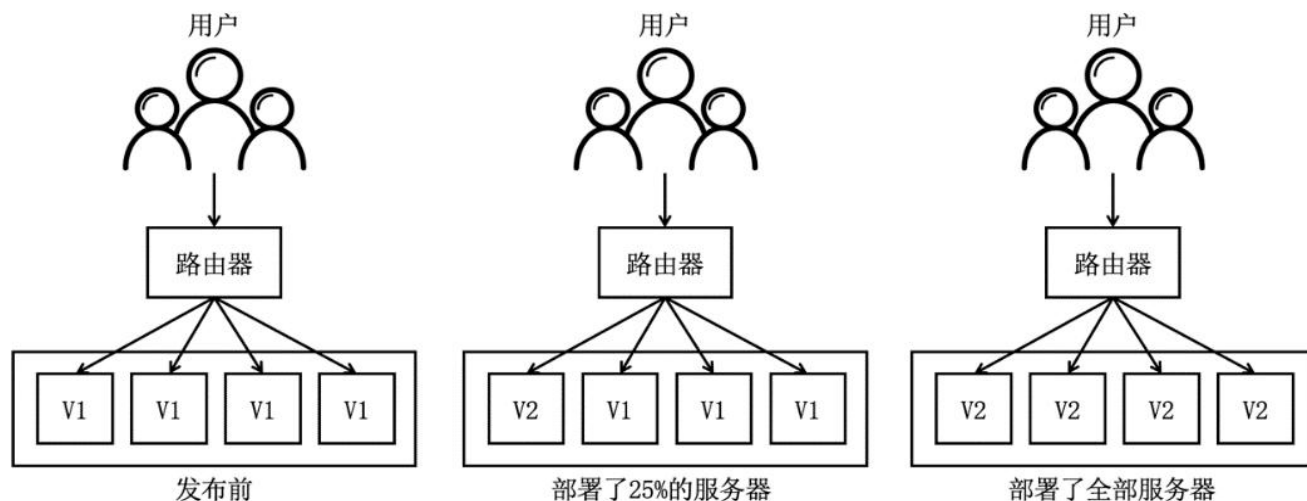 用户
路由器
V1 V1 V1 V1
发布前
用户
路由器
V2 V1 V1 V1
部署了25%的服务器
用户
路由器
V2 V2 V2 V2
部署了全部服务器